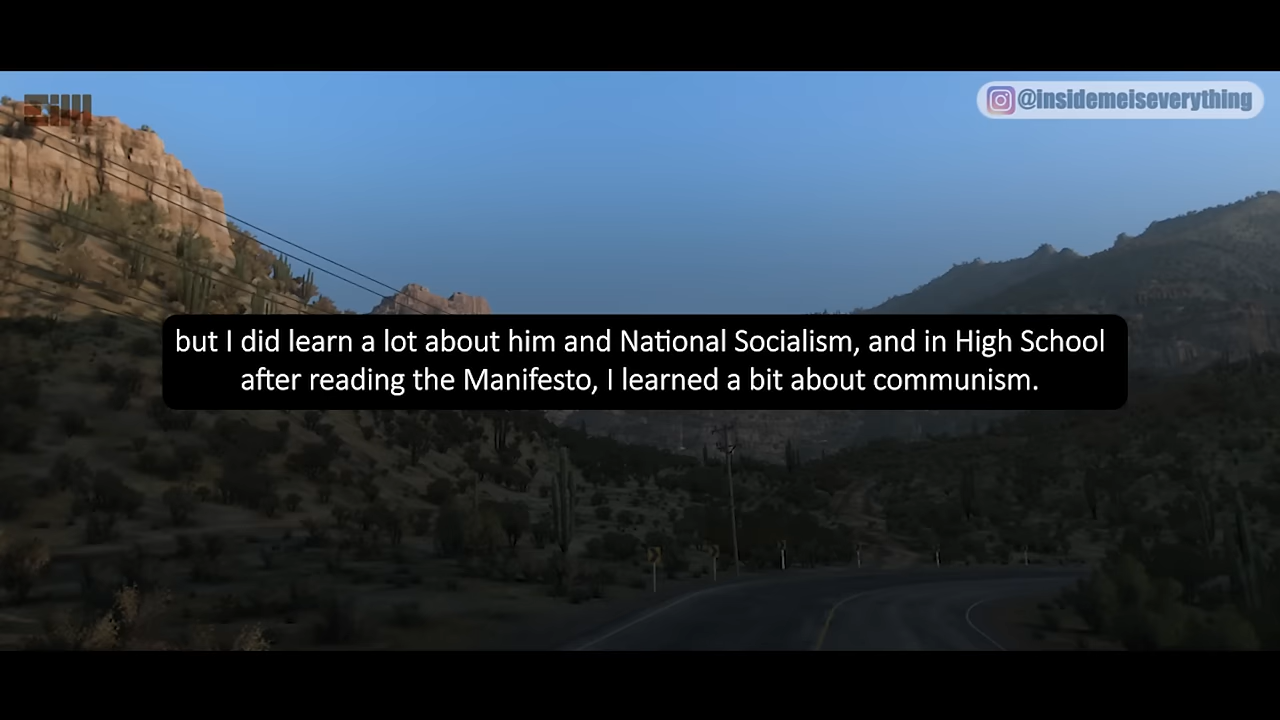 @insidemeiseverything
but I did learn a lot about him and National Socialism, and in High School
after reading the Manifesto, I learned a bit about communism.